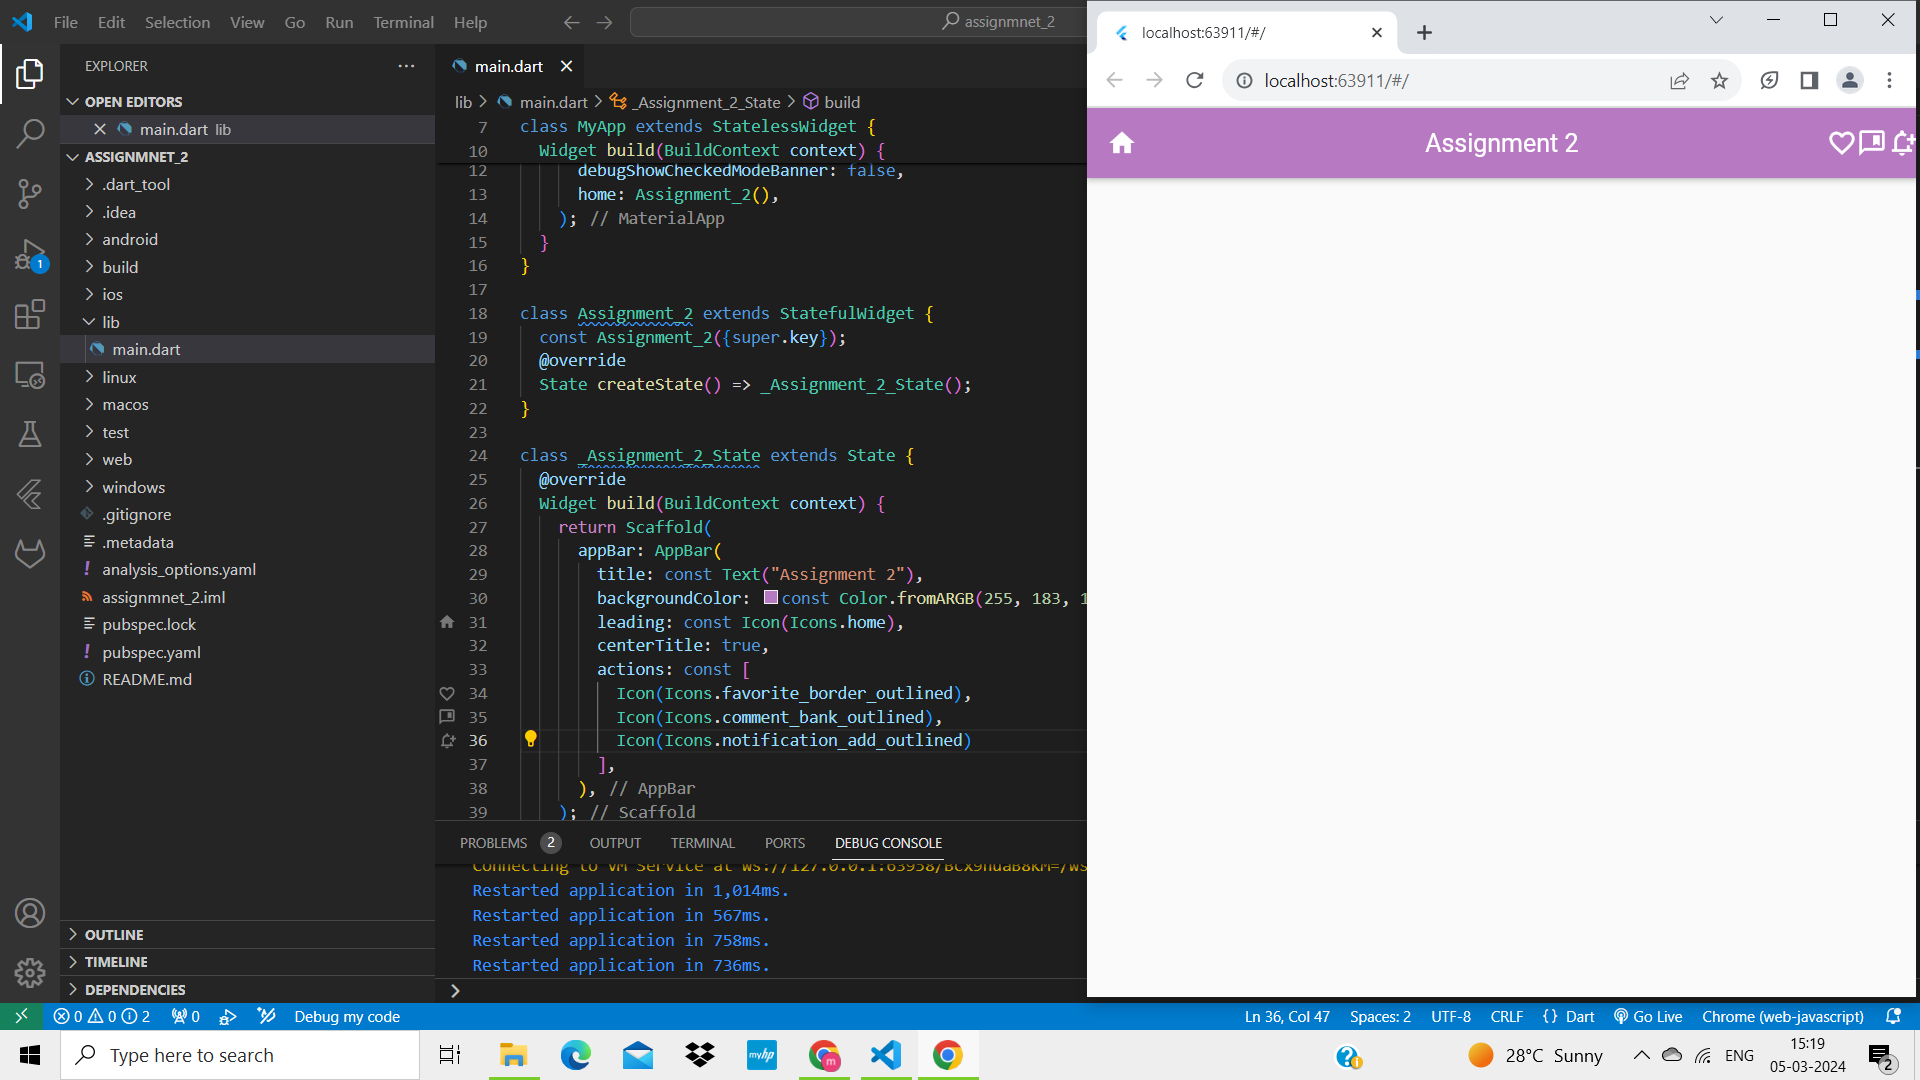 File Edit Selection View Go Run Terminal Help
assignmnet_2
EXPLORER
OPEN EDITORS
main.dart lib
ASSIGNMNET_2
.dart_tool
.idea
android
build
ios
lib
main.dart
linux
macos
test
web
windows
.gitignore
.metadata
analysis_options.yaml
assignmnet_2.iml
pubspec.lock
pubspec.yaml
README.md
OUTLINE
TIMELINE
DEPENDENCIES
1
main.dart
lib > main.dart > _Assignment_2_State > build
7 class MyApp extends StatelessWidget {
10 Widget build(BuildContext context) {
12 debugShowCheckedModeBanner: false,
13 home: Assignment_2(),
14 ); // MaterialApp
15 }
16 }
17
18 class Assignment_2 extends StatefulWidget {
19 const Assignment_2({super.key});
20 @override
21 State createState() => _Assignment_2_State();
22 }
23
24 class _Assignment_2_State extends State {
25 @override
26 Widget build(BuildContext context) {
27 return Scaffold(
28 appBar: AppBar(
29 title: const Text("Assignment 2"),
30 backgroundColor: const Color.fromARGB(255, 183, 1
31 leading: const Icon(Icons.home),
32 centerTitle: true,
33 actions: const [
34 Icon(Icons.favorite_border_outlined),
35 Icon(Icons.comment_bank_outlined),
36 Icon(Icons.notification_add_outlined)
37 ],
38 ), // AppBar
39 ); // Scaffold
PROBLEMS 2 OUTPUT TERMINAL PORTS DEBUG CONSOLE
Connecting to VM Service at
Restarted application in 1,014ms.
Restarted application in 567ms.
Restarted application in 758ms.
Restarted application in 736ms.
localhost:63911/#/
localhost:63911/#/
Assignment 2
0 0 2 0 Debug my code Ln 36, Col 47 Spaces: 2 UTF-8 CRLF {} Dart Go Live Chrome (web-javascript)
Type here to search
myhp
m
28°C Sunny
ENG
15:19
05-03-2024
2